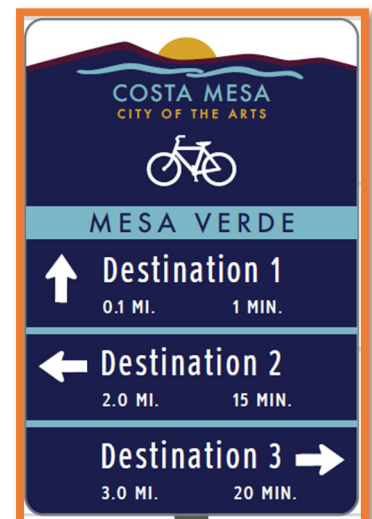 COSTA MESA
CITY OF THE ARTS
MESA VERDE
Destination 1
0.1 MI. 1 MIN.
Destination 2
2.0 MI. 15 MIN.
Destination 3
3.0 MI. 20 MIN.